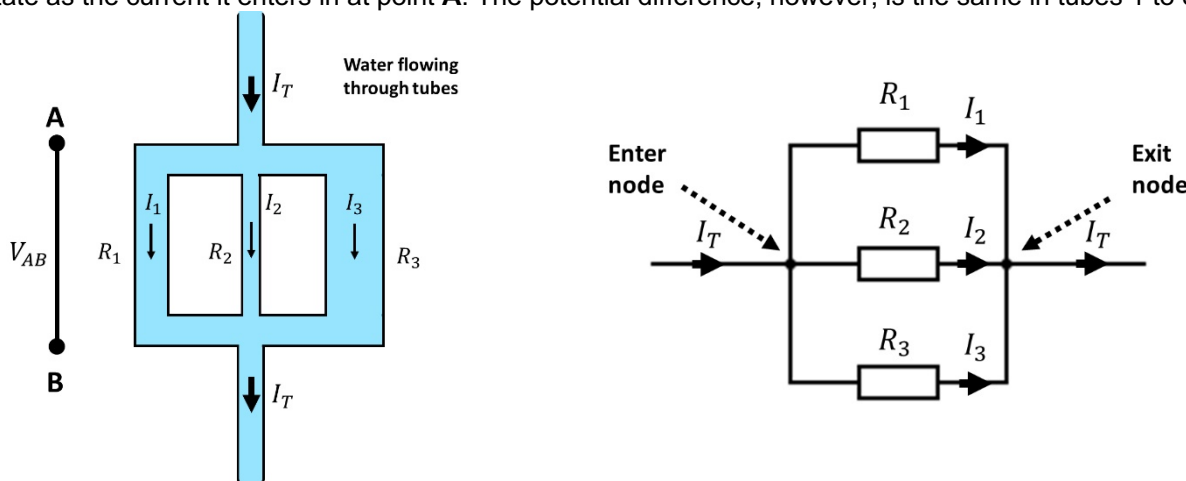 as the current it enters in at point A. The potential difference, however, is the same in tubes 1 to
Water flowing
through tubes
I_T
A
I_1
I_2
I_3
V_AB
R_1
R_2
R_3
B
I_T
R_1
I_1
Enter
node
Exit
node
I_T
R_2
I_2
I_T
R_3
I_3